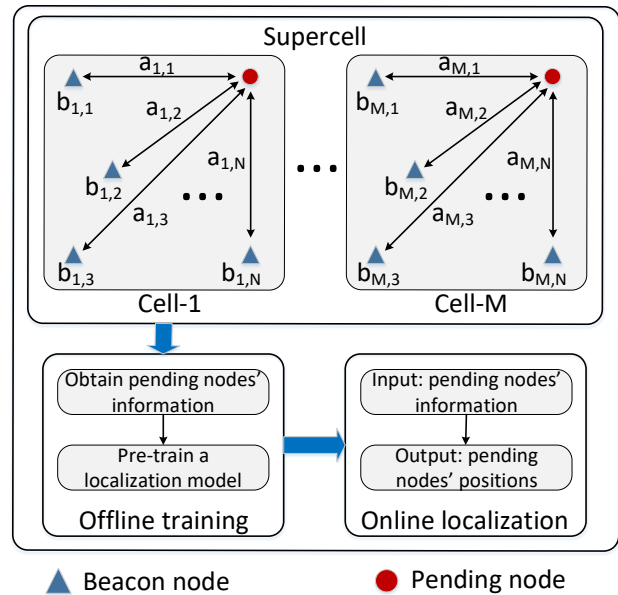 Supercell
a1,1
b1,1
a1,2
a1,N
b1,2
a1,3
b1,3
b1,N
Cell-1
aM,1
bM,1
aM,2
aM,N
bM,2
aM,3
bM,3
bM,N
Cell-M
Obtain pending nodes'
information
Pre-train a
localization model
Offline training
Input: pending nodes'
information
Output: pending
nodes' positions
Online localization
Beacon node
Pending node